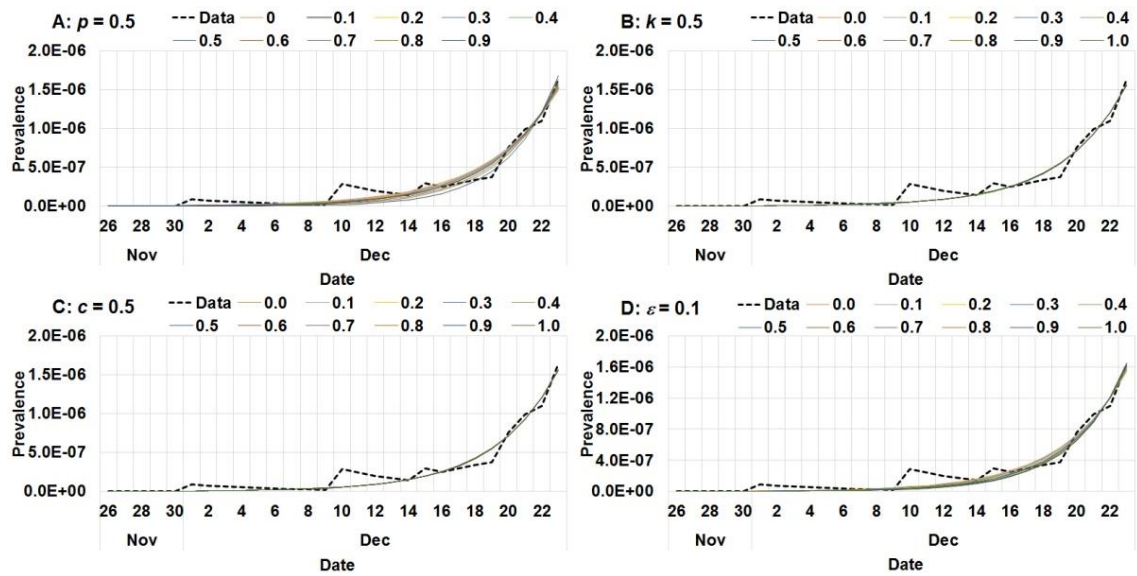 A: p = 0.5
Data 0 0.1 0.2 0.3 0.4
0.5 0.6 0.7 0.8 0.9
2.0E-06
1.5E-06
1.0E-06
5.0E-07
0.0E+00
Prevalence
26 28 30 2 4 6 8 10 12 14 16 18 20 22
Nov Dec
Date
B: k = 0.5
Data 0.0 0.1 0.2 0.3 0.4
0.5 0.6 0.7 0.8 0.9 1.0
2.0E-06
1.5E-06
1.0E-06
5.0E-07
0.0E+00
Prevalence
26 28 30 2 4 6 8 10 12 14 16 18 20 22
Nov Dec
Date
C: c = 0.5
Data 0.0 0.1 0.2 0.3 0.4
0.5 0.6 0.7 0.8 0.9 1.0
2.0E-06
1.5E-06
1.0E-06
5.0E-07
0.0E+00
Prevalence
26 28 30 2 4 6 8 10 12 14 16 18 20 22
Nov Dec
Date
D: ε = 0.1
Data 0.0 0.1 0.2 0.3 0.4
0.5 0.6 0.7 0.8 0.9 1.0
2.0E-06
1.6E-06
1.2E-06
8.0E-07
4.0E-07
0.0E+00
Prevalence
26 28 30 2 4 6 8 10 12 14 16 18 20 22
Nov Dec
Date